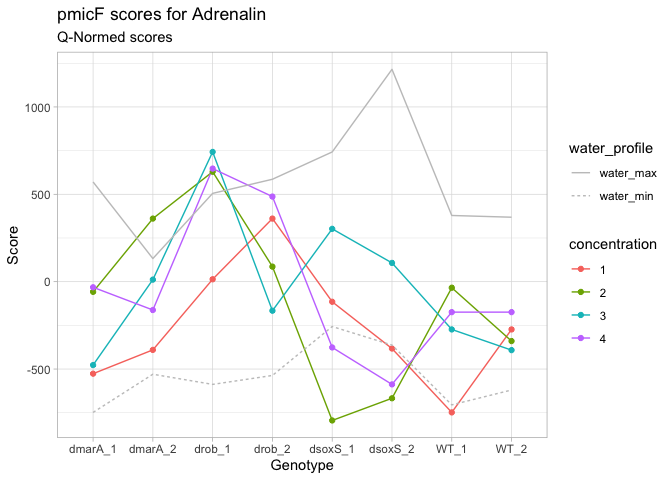 pmicF scores for Adrenalin
Q-Normed scores
1000
500
0
-500
Score
dmarA_1 dmarA_2 drob_1 drob_2 dsoxS_1 dsoxS_2 WT_1 WT_2
Genotype
water_profile
water_max
water_min
concentration
1
2
3
4